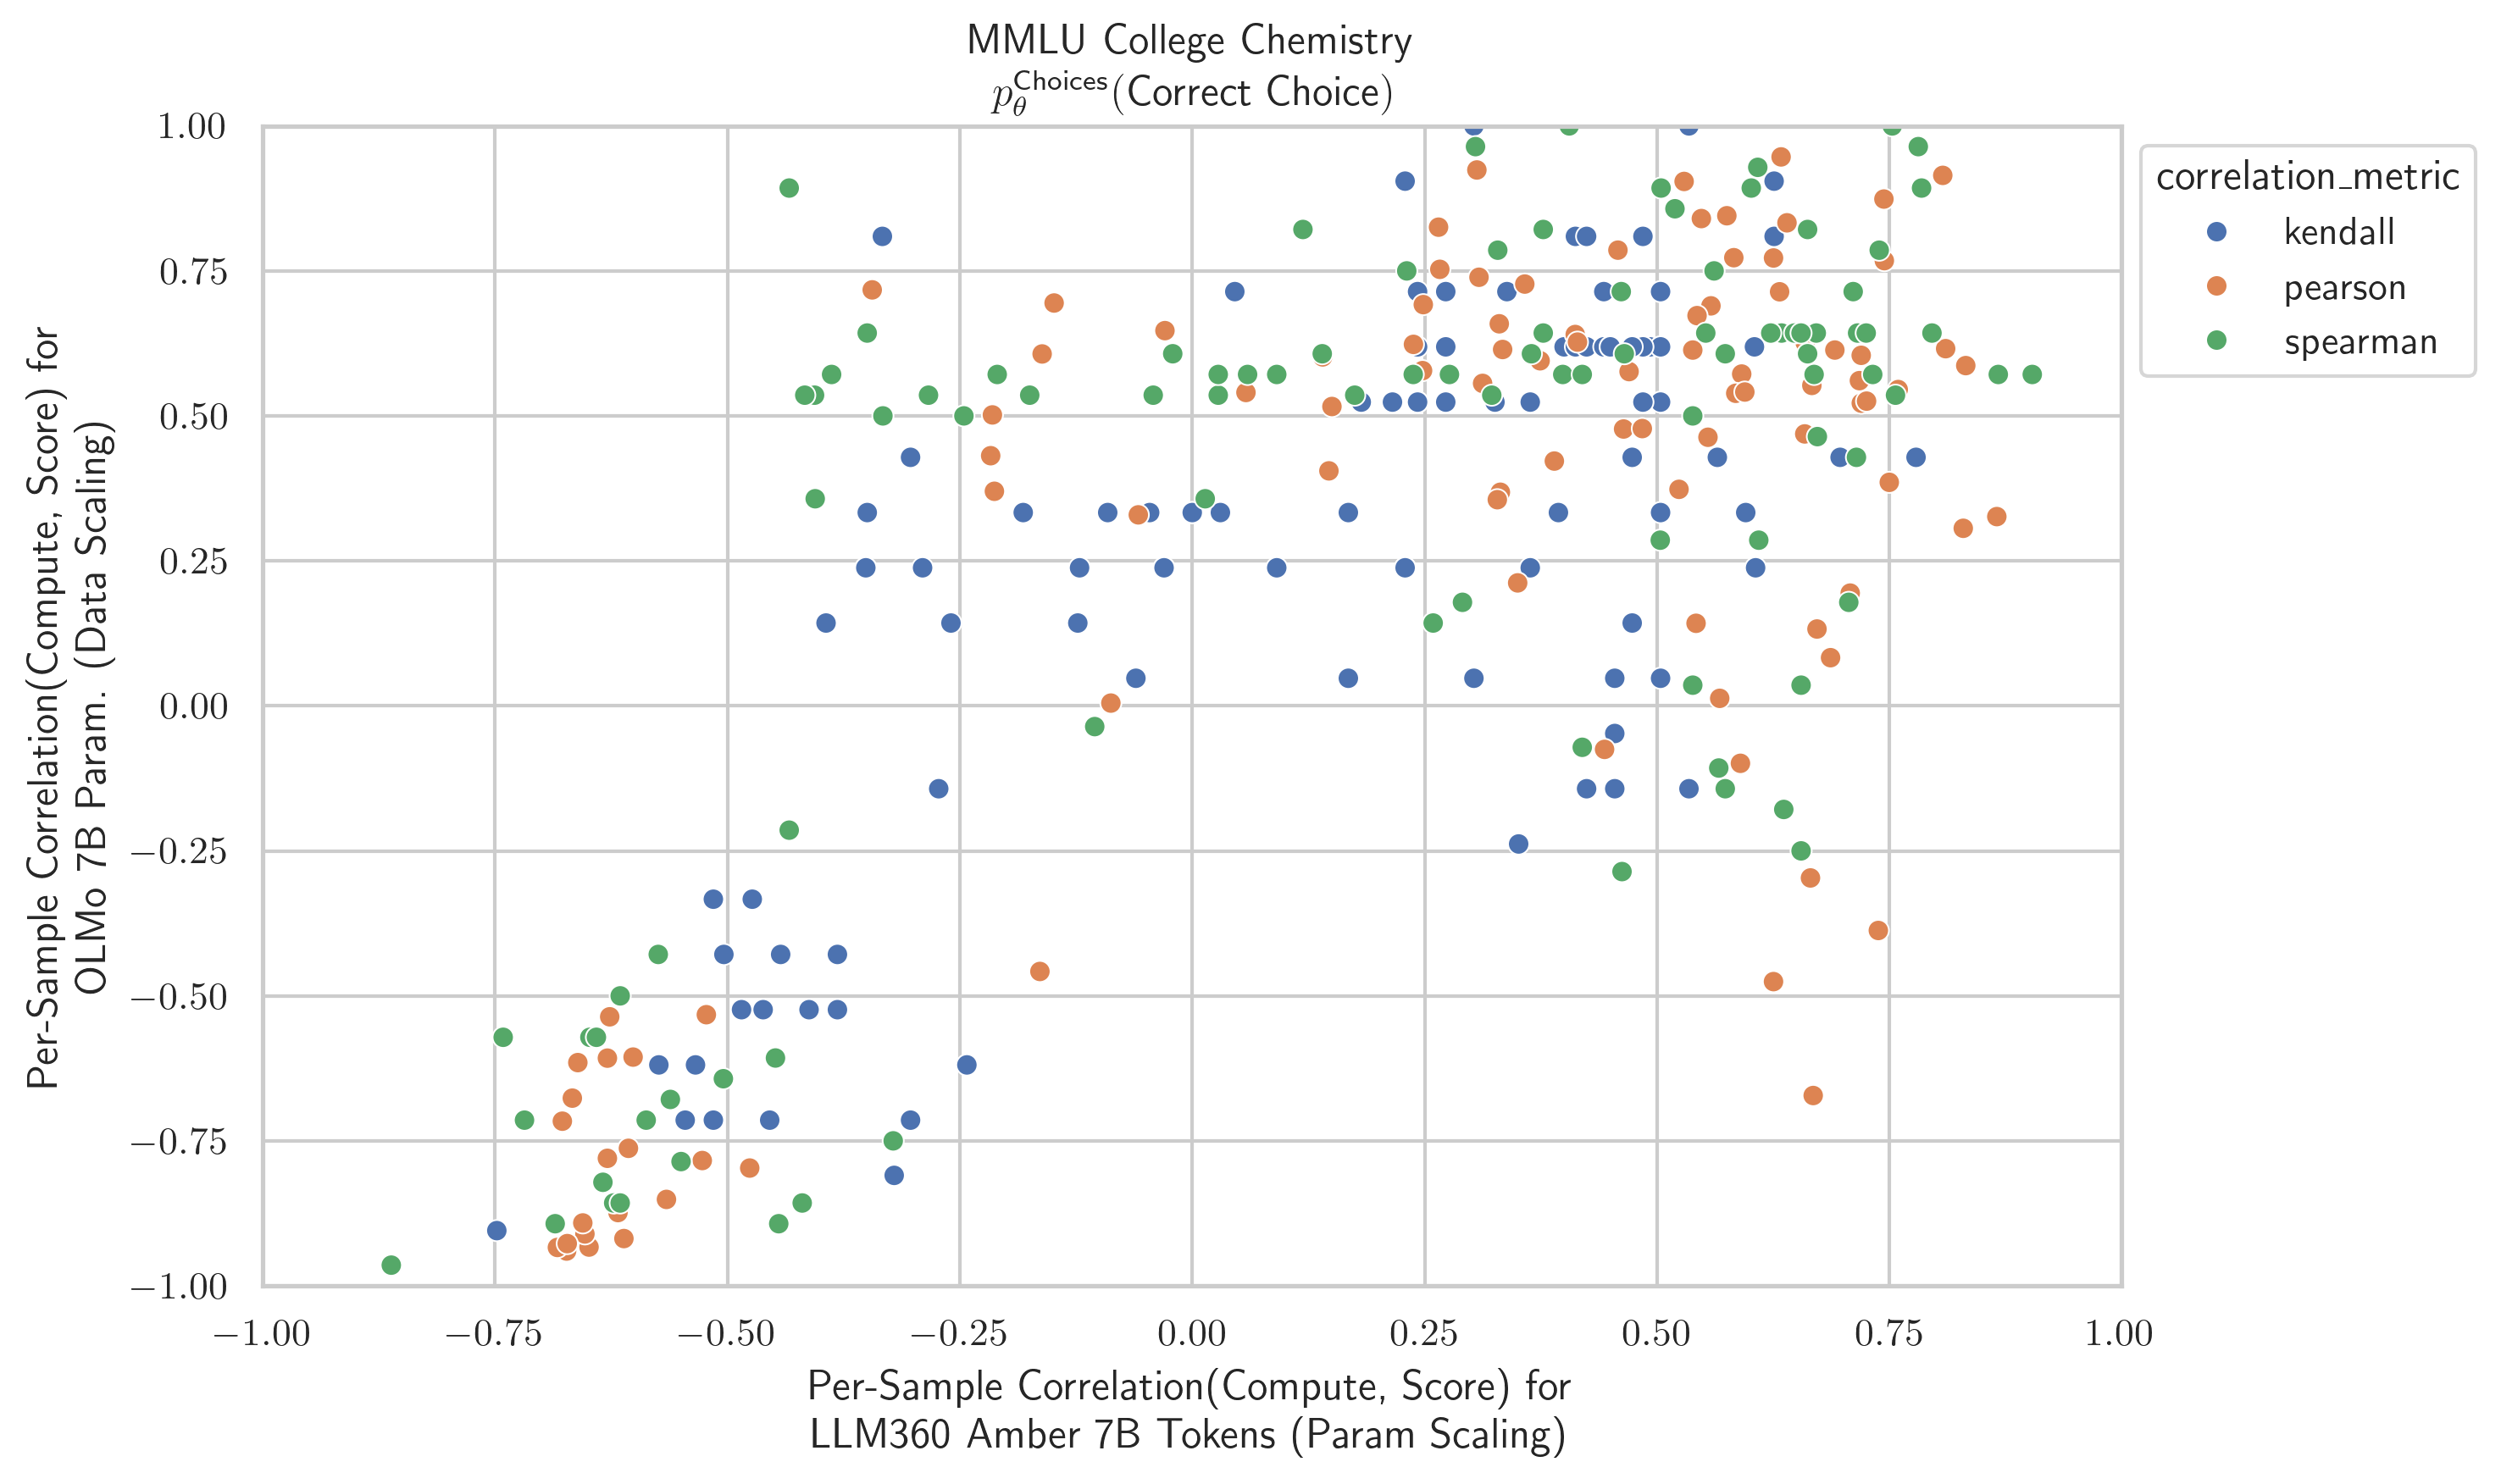 MMLU College Chemistry
p_θ^Choices(Correct Choice)
1.00
0.75
0.50
0.25
0.00
−0.25
−0.50
−0.75
−1.00
Per-Sample Correlation(Compute, Score) for
OLMo 7B Param. (Data Scaling)
correlation_metric
kendall
pearson
spearman
−1.00 −0.75 −0.50 −0.25 0.00 0.25 0.50 0.75 1.00
Per-Sample Correlation(Compute, Score) for
LLM360 Amber 7B Tokens (Param Scaling)